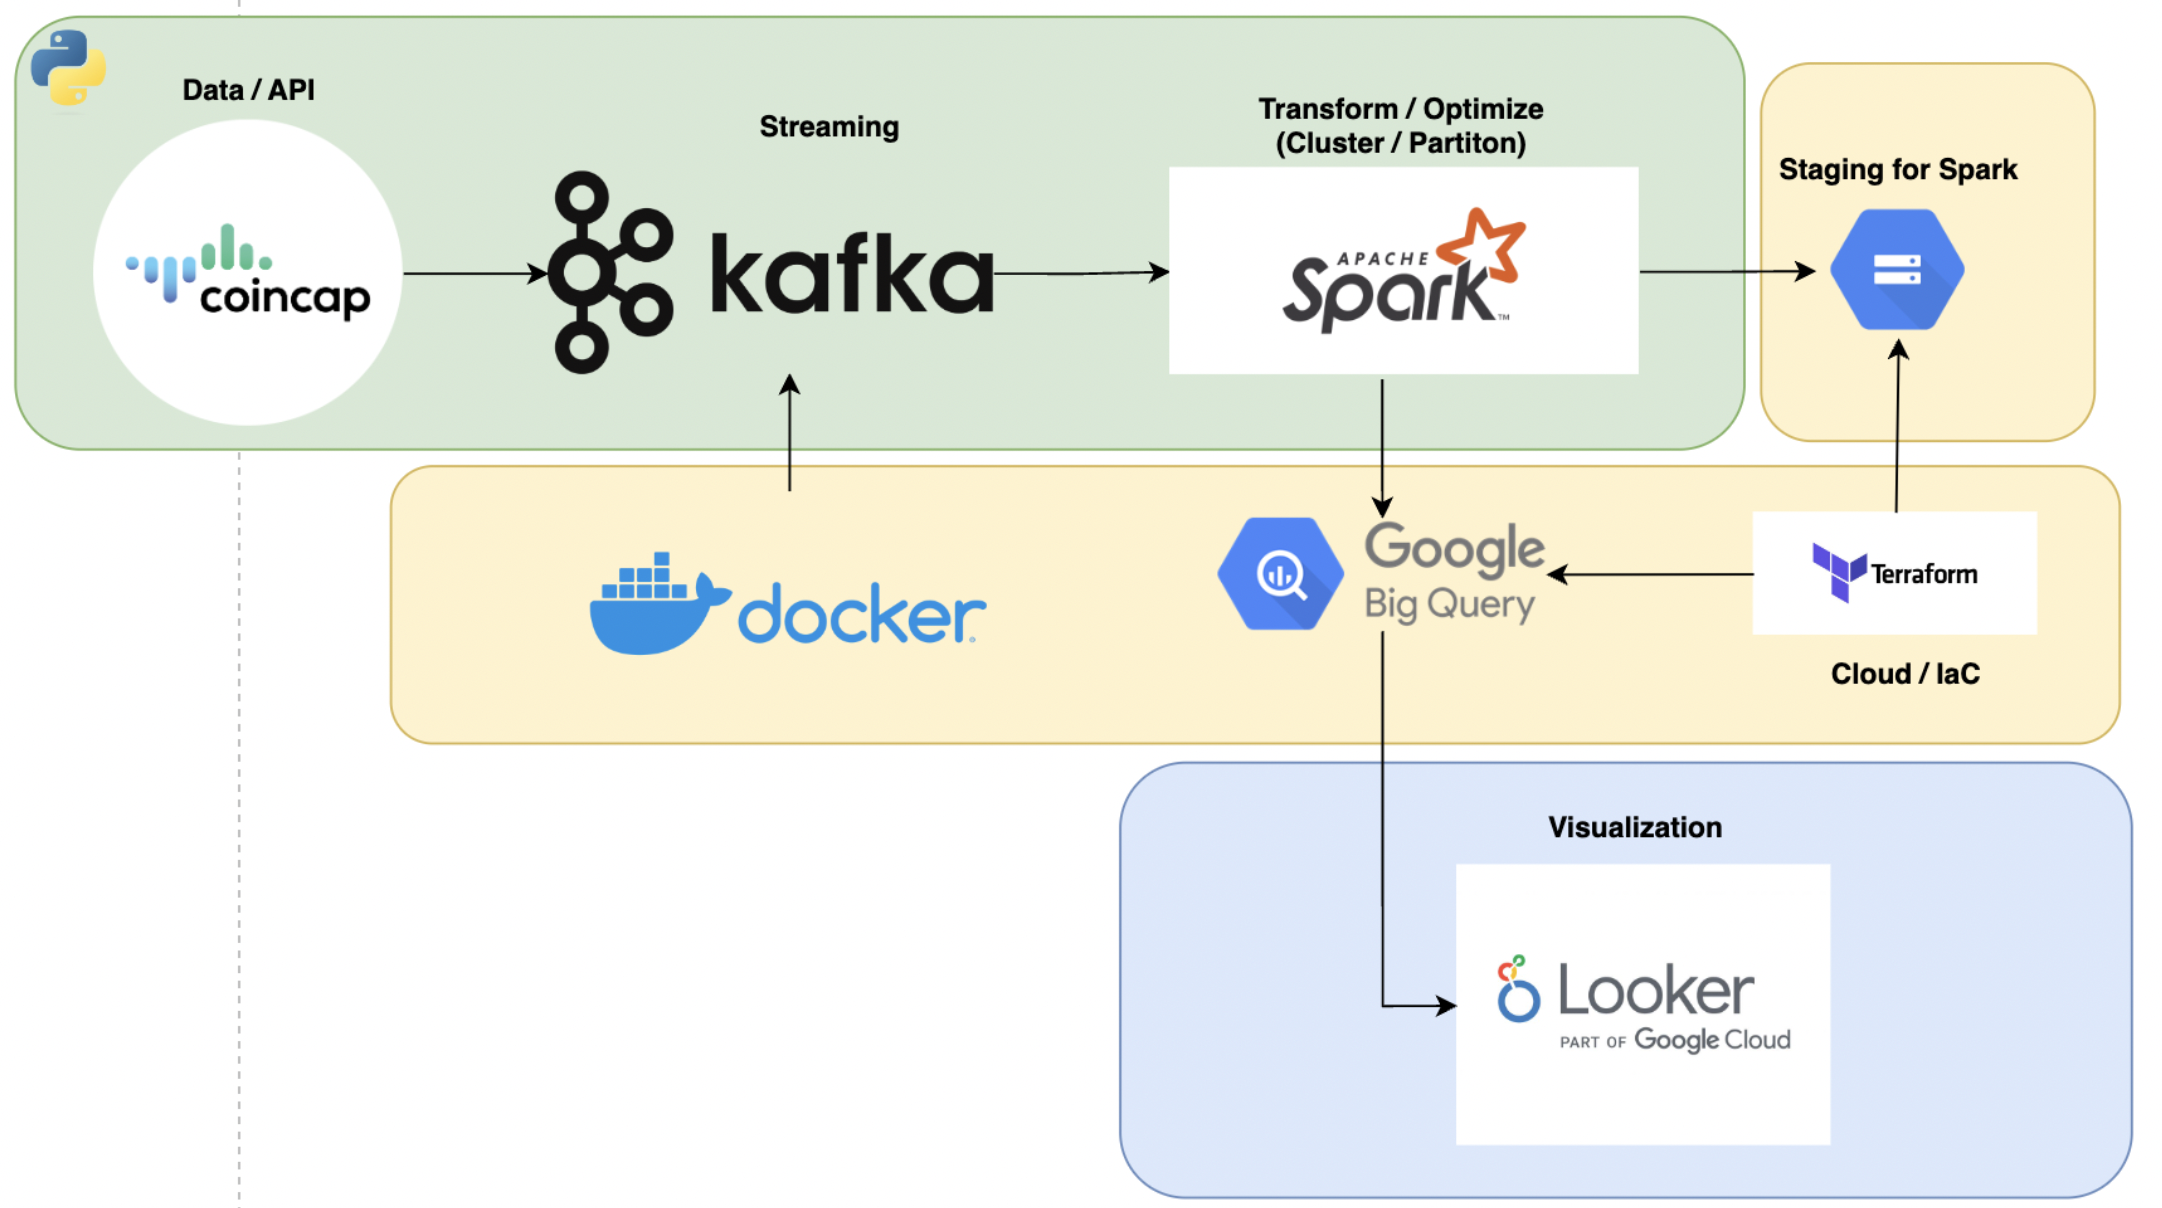 Data / API
coincap
Streaming
kafka
Transform / Optimize
(Cluster / Partiton)
APACHE
Spark™
Staging for Spark
docker
Google
Big Query
Terraform
Cloud / IaC
Visualization
Looker
PART OF Google Cloud